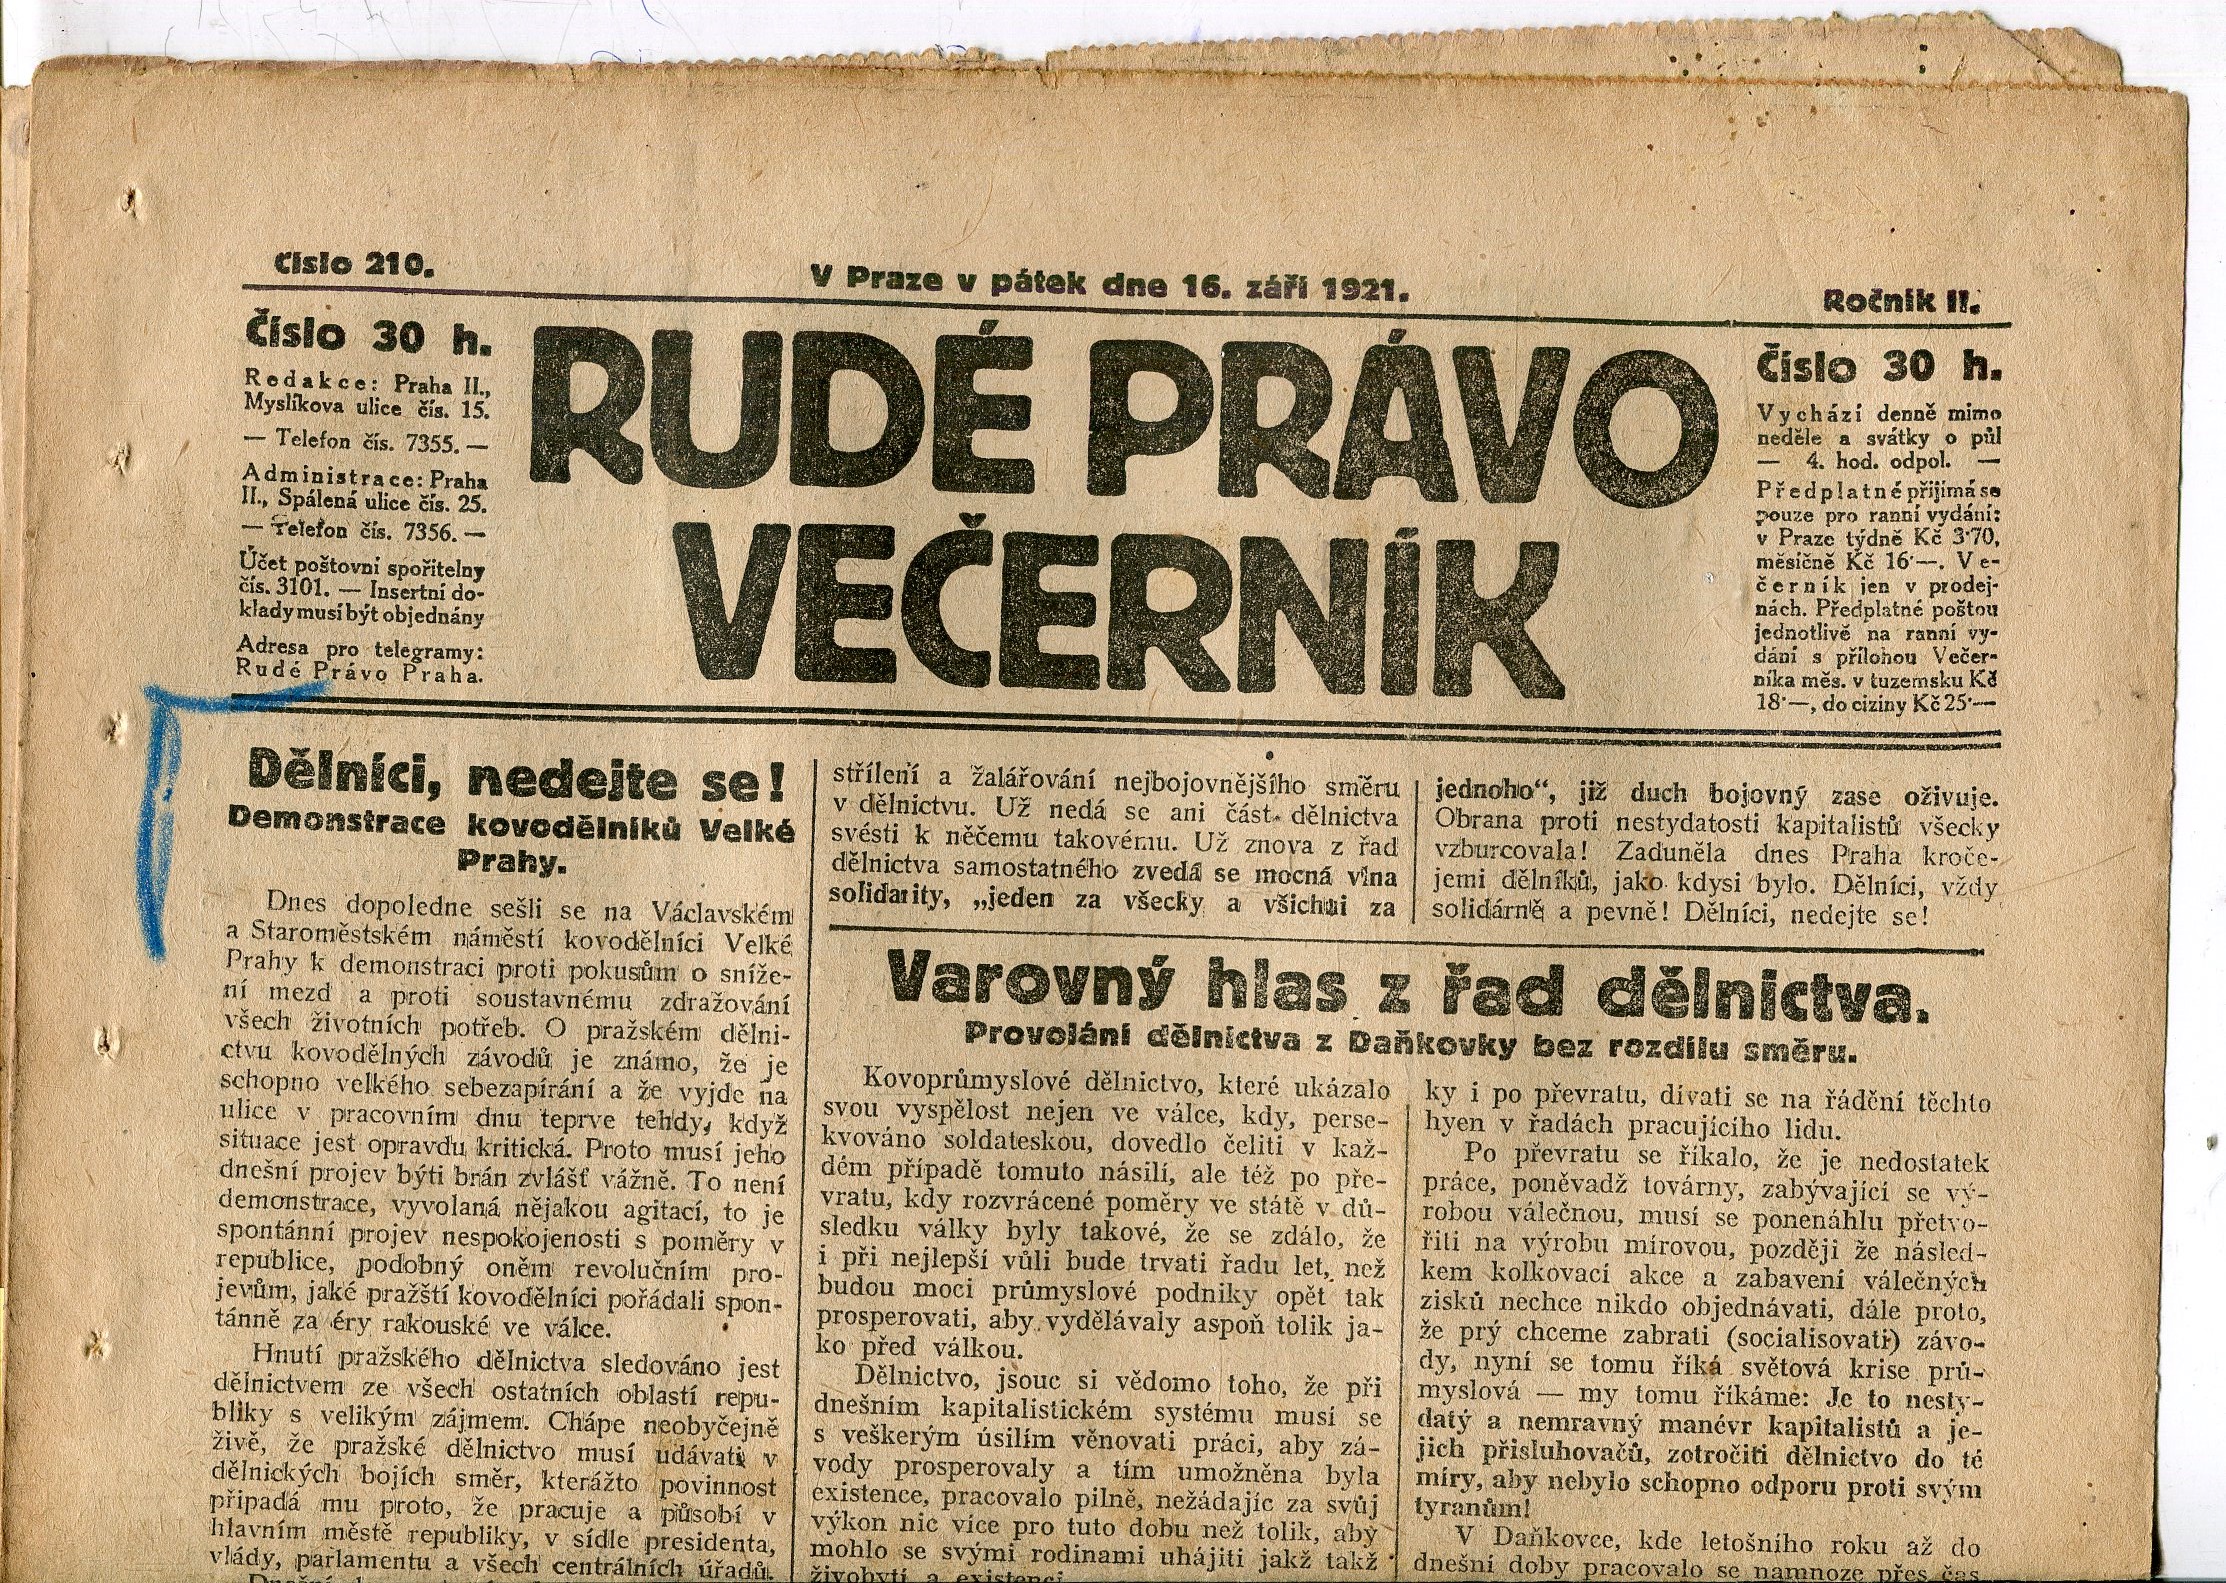 Číslo 210.
V Praze v pátek dne 16. září 1921.
Ročník II.
Číslo 30 h.
Redakce: Praha II.,
Myslíkova ulice čís. 15.
— Telefon čís. 7355. —
Administrace: Praha
II., Spálená ulice čís. 25.
— Telefon čís. 7356. —
Účet poštovní spořitelny
čís. 3101. — Insertní do-
klady musí být objednány
Adresa pro telegramy:
Rudé Právo Praha.
RUDÉ PRÁVO
VEČERNÍK
Číslo 30 h.
Vychází denně mimo
neděle a svátky o půl
— 4. hod. odpol. —
Předplatné přijímá se
pouze pro ranní vydání:
v Praze týdně Kč 3·70,
měsíčně Kč 16·—. Ve-
černík jen v prodej-
nách. Předplatné poštou
jednotlivě na ranní vy-
dání s přílohou Večer-
níka měs. v tuzemsku Kč
18·—, do ciziny Kč 25·—
Dělníci, nedejte se!
Demonstrace kovodělníků Velké
Prahy.
Dnes dopoledne sešli se na Václavském
a Staroměstském náměstí kovodělníci Velké
Prahy k demonstraci proti pokusům o sníže-
ní mezd a proti soustavnému zdražování
všech životních potřeb. O pražském dělni-
ctvu kovodělných závodů je známo, že je
schopno velkého sebezapírání a že vyjde na
ulice v pracovním dnu teprve tehdy, když
situace jest opravdu kritická. Proto musí jeho
dnešní projev býti brán zvlášť vážně. To není
demonstrace, vyvolaná nějakou agitací, to je
spontánní projev nespokojenosti s poměry v
republice, podobný oněm revolučním pro-
jevům, jaké pražští kovodělníci pořádali spon-
tánně za éry rakouské ve válce.
Hnutí pražského dělnictva sledováno jest
dělnictvem ze všech ostatních oblastí repu-
bliky s velikým zájmem. Chápe neobyčejně
živě, že pražské dělnictvo musí udávati v
dělnických bojích směr, kterážto povinnost
připadá mu proto, že pracuje a působí v
hlavním městě republiky, v sídle presidenta,
vlády, parlamentu a všech centrálních úřadů.
střílení a žalářování nejbojovnějšího směru
v dělnictvu. Už nedá se ani část dělnictva
svésti k něčemu takovému. Už znova z řad
dělnictva samostatného zvedá se mocná vlna
solidarity, „jeden za všecky a všichni za
jednoho“, již duch bojovný zase oživuje.
Obrana proti nestydatosti kapitalistů všecky
vzburcovala! Zaduněla dnes Praha kroče-
jemi dělníků, jako kdysi bylo. Dělníci, vždy
solidárně a pevně! Dělníci, nedejte se!
Varovný hlas z řad dělnictva.
Provolání dělnictva z Daňkovky bez rozdílu směru.
Kovoprůmyslové dělnictvo, které ukázalo
svou vyspělost nejen ve válce, kdy, perse-
kvováno soldateskou, dovedlo čeliti v kaž-
dém případě tomuto násilí, ale též po pře-
vratu, kdy rozvrácené poměry ve státě v dů-
sledku války byly takové, že se zdálo, že
i při nejlepší vůli bude trvati řadu let, než
budou moci průmyslové podniky opět tak
prosperovati, aby vydělávaly aspoň tolik ja-
ko před válkou.
Dělnictvo, jsouc si vědomo toho, že při
dnešním kapitalistickém systému musí se
s veškerým úsilím věnovati práci, aby zá-
vody prosperovaly a tím umožněna byla
existence, pracovalo pilně, nežádajíc za svůj
výkon nic více pro tuto dobu než tolik, aby
mohlo se svými rodinami uhájiti jakž takž
živobytí a existenci.
ky i po převratu, dívati se na řádění těchto
hyen v řadách pracujícího lidu.
Po převratu se říkalo, že je nedostatek
práce, poněvadž továrny, zabývající se vý-
robou válečnou, musí se ponenáhlu přetvo-
řiti na výrobu mírovou, později že násled-
kem kolkovací akce a zabavení válečných
zisků nechce nikdo objednávati, dále proto,
že prý chceme zabrati (socialisovati) závo-
dy, nyní se tomu říká světová krise prů-
myslová — my tomu říkáme: Je to nesty-
datý a nemravný manévr kapitalistů a je-
jich přisluhovačů, zotročiti dělnictvo do té
míry, aby nebylo schopno odporu proti svým
tyranům!
V Daňkovce, kde letošního roku až do
dnešní doby pracovalo se namnoze přes čas